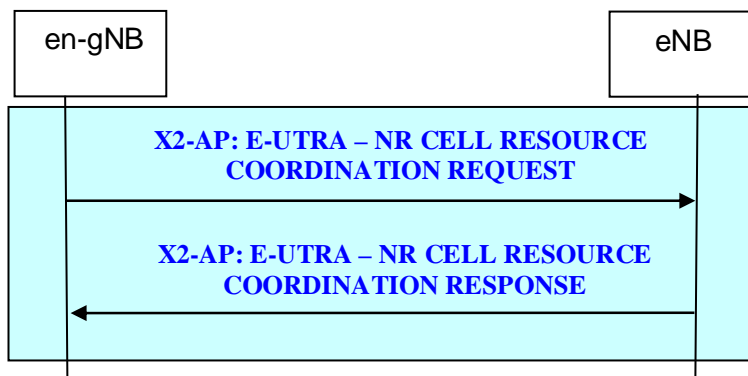 en-gNB
eNB
X2-AP: E-UTRA – NR CELL RESOURCE
COORDINATION REQUEST
X2-AP: E-UTRA – NR CELL RESOURCE
COORDINATION RESPONSE